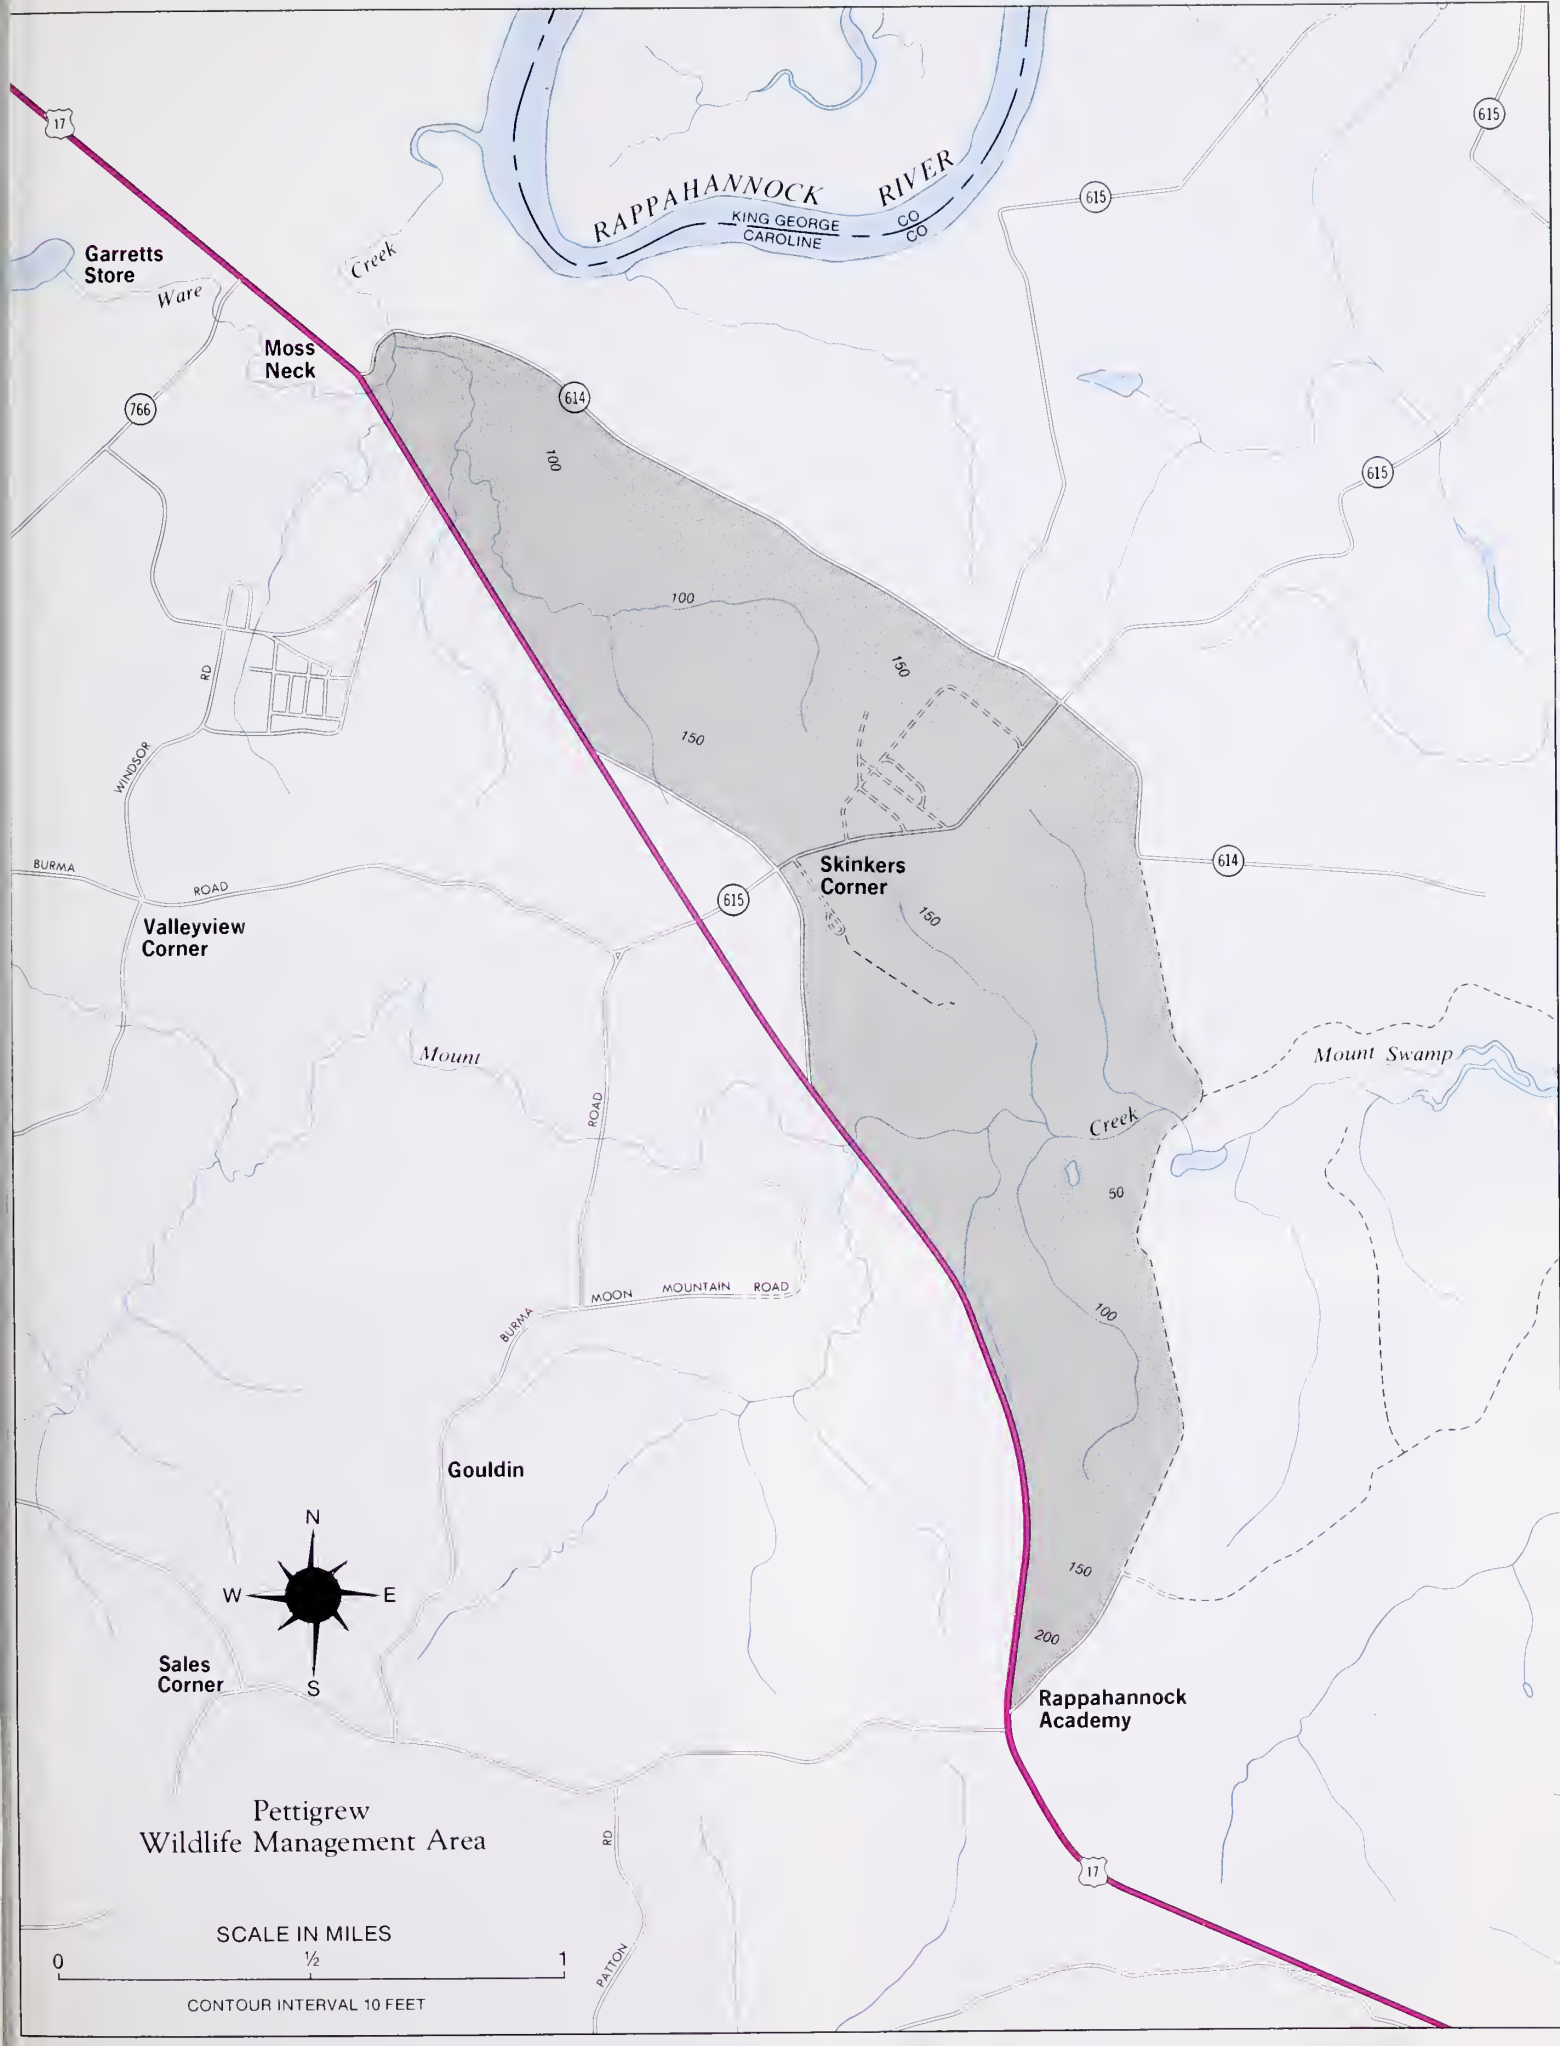 17
615
RAPPAHANNOCK RIVER
KING GEORGE CO
CAROLINE CO
615
Garretts
Store
Ware
Creek
Moss
Neck
614
766
100
615
100
150
RD
150
WINDSOR
BURMA
ROAD
Skinkers
Corner
614
615
150
Valleyview
Corner
Mount
Mount Swamp
ROAD
Creek
50
MOON MOUNTAIN ROAD
BURMA
100
Gouldin
N
W
E
S
150
200
Sales
Corner
Rappahannock
Academy
Pettigrew
Wildlife Management Area
RD
17
SCALE IN MILES
0 ½ 1
PATTON
CONTOUR INTERVAL 10 FEET